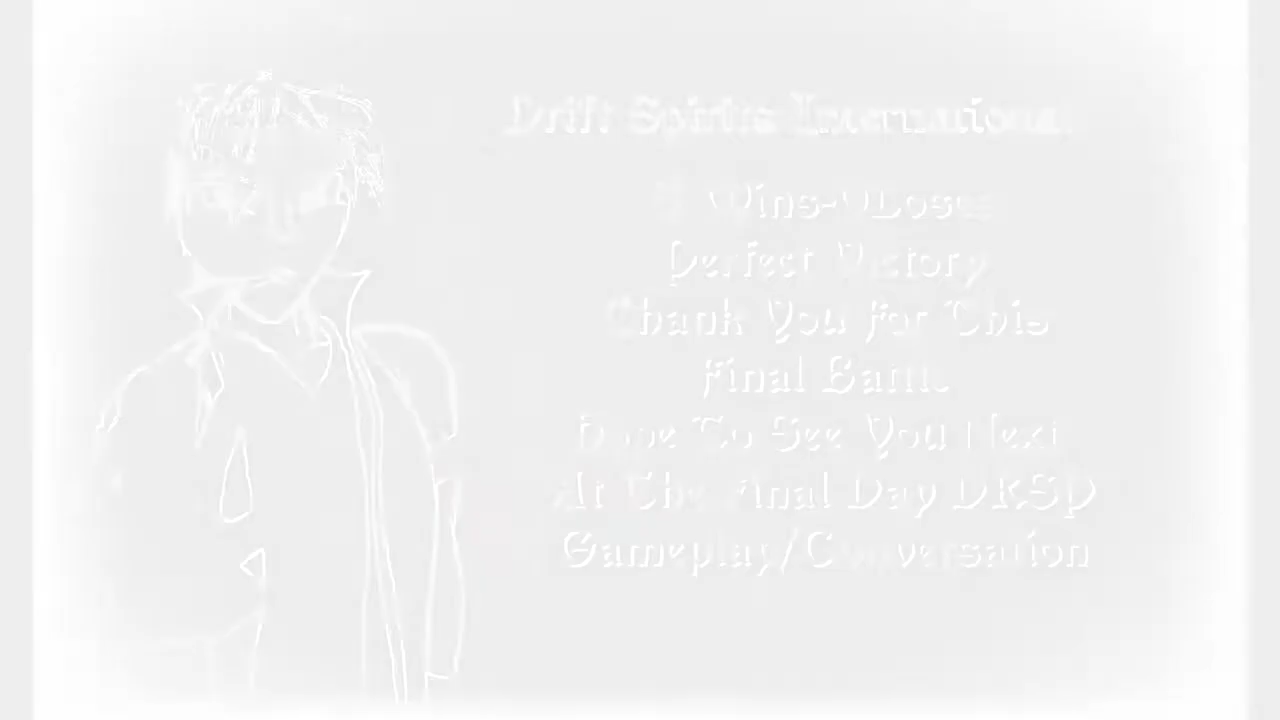 Drift Spirits International
Wins-0Loses
Perfect Victory
Thank You For This
Final Battle
Hope To See You Next
At The Final Day DRSP
Gameplay/Conversation